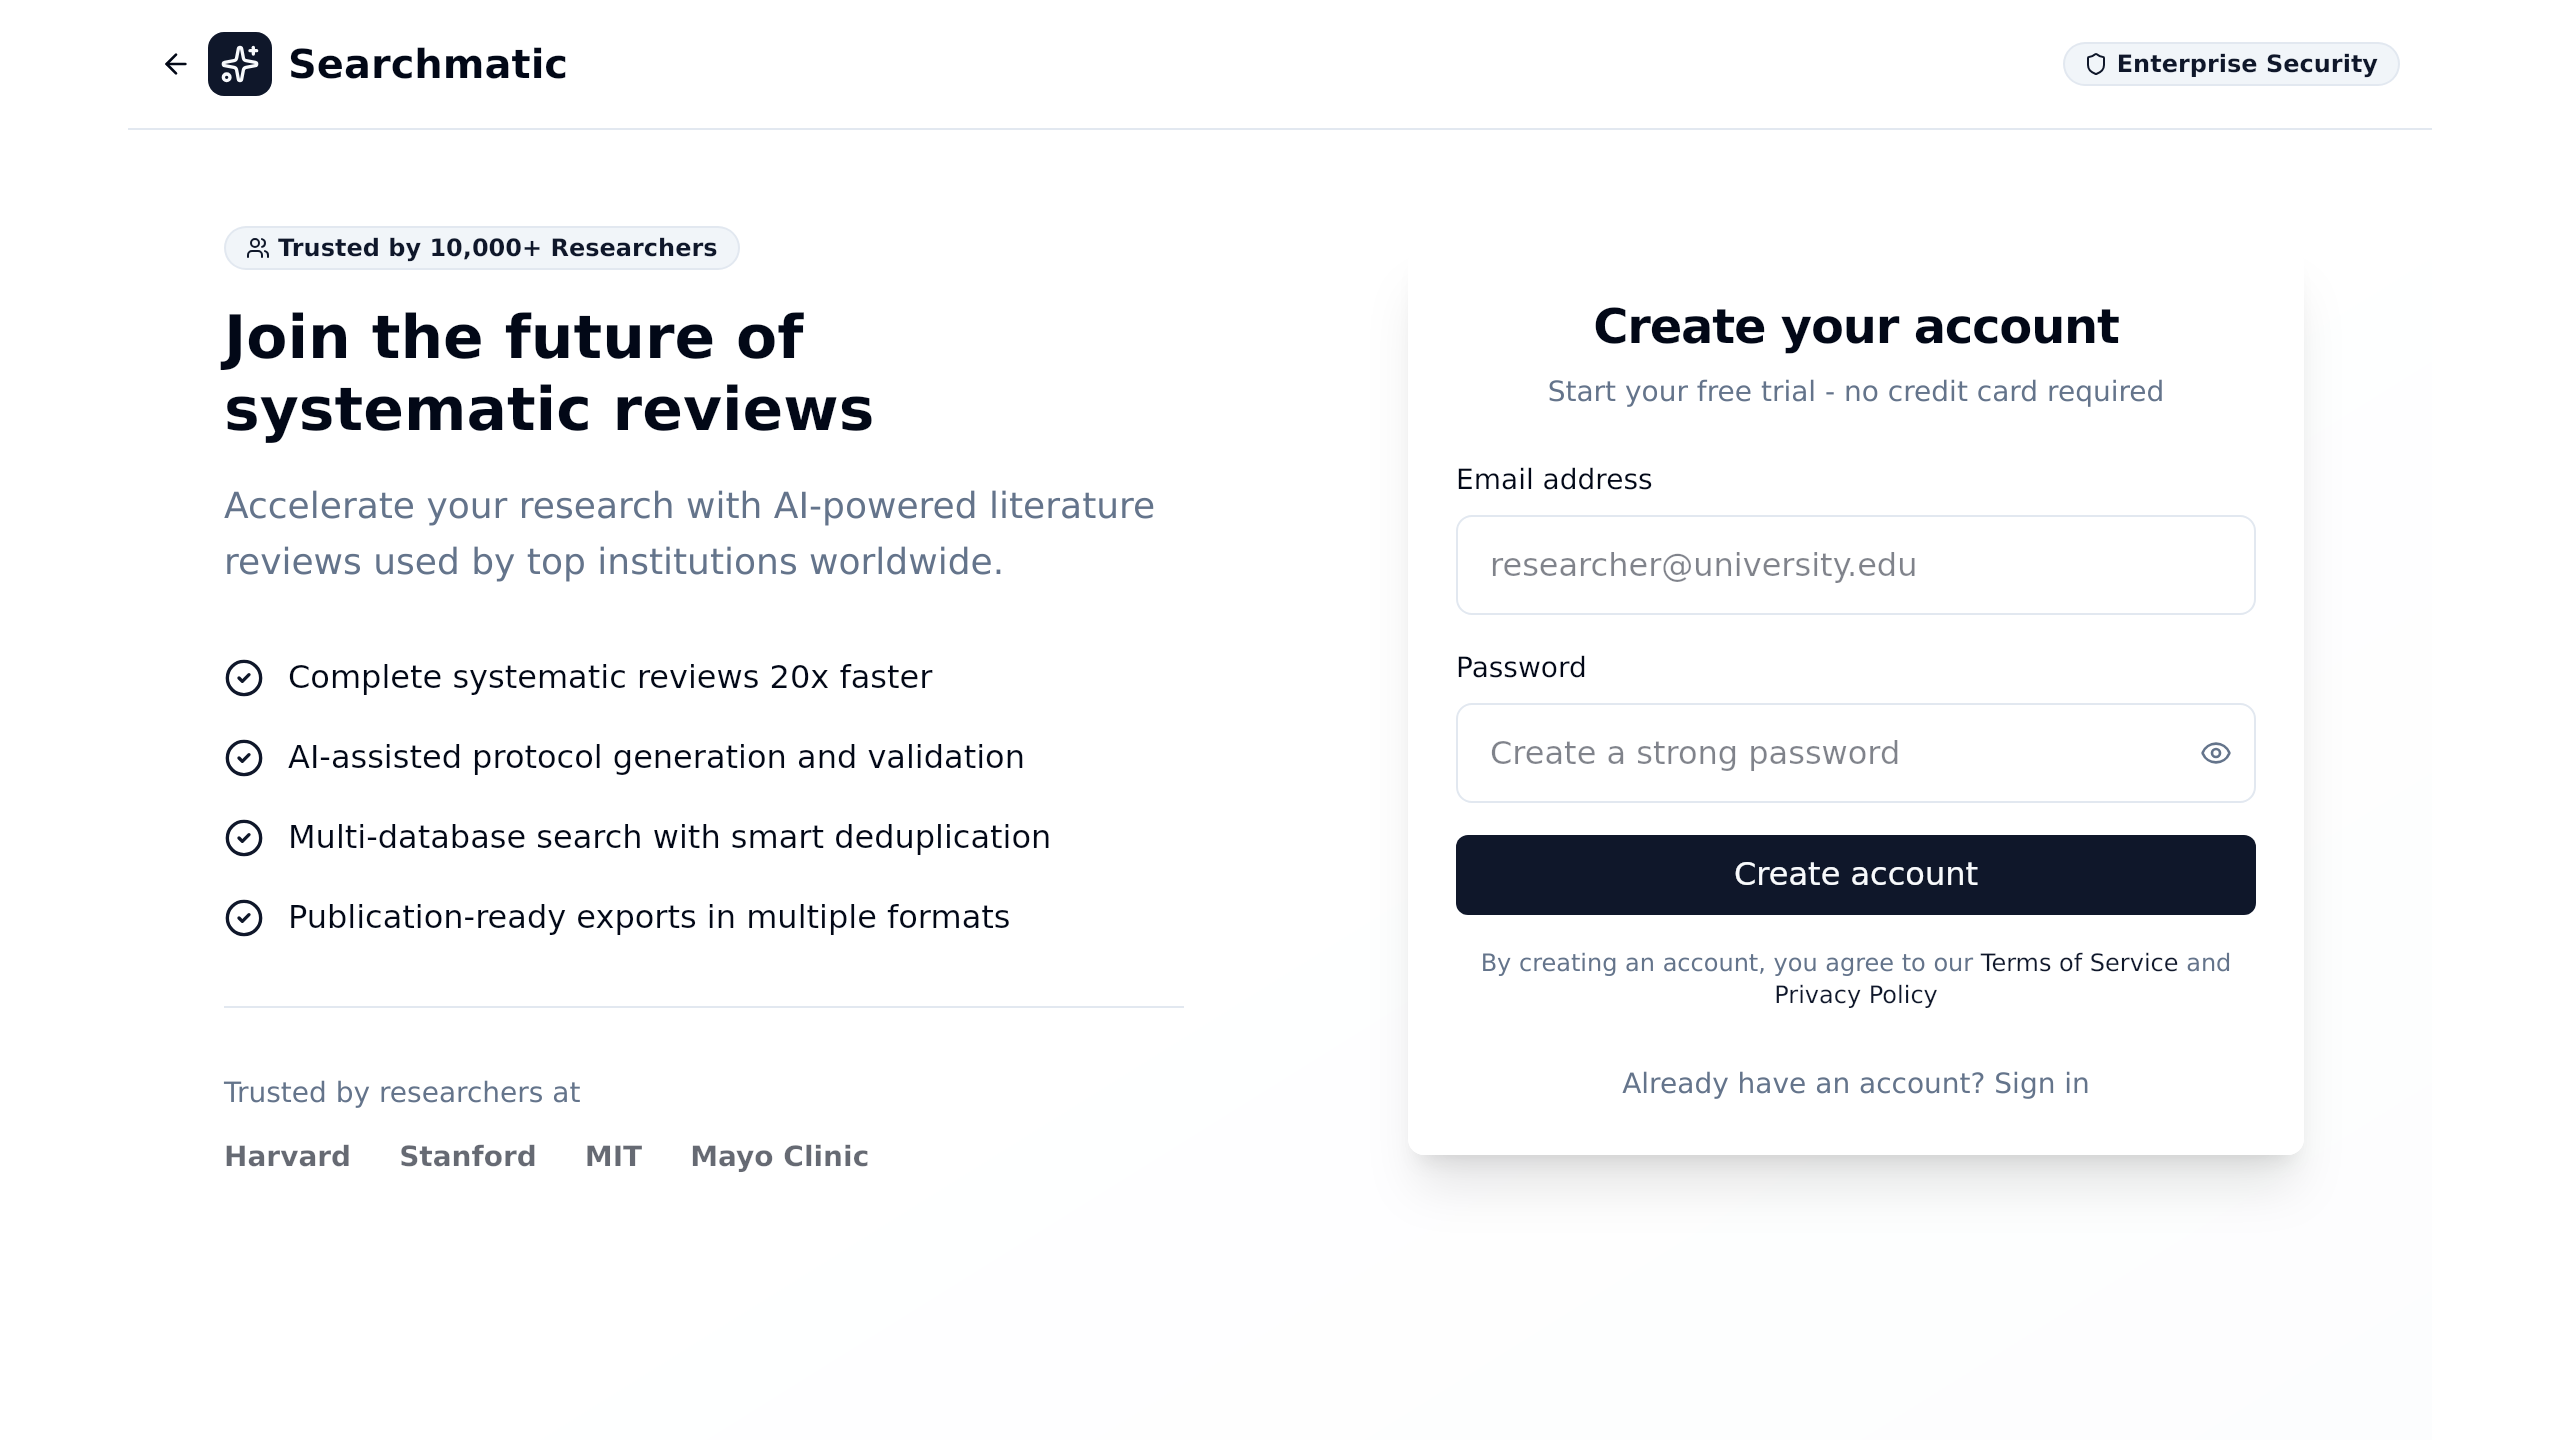 Searchmatic
Enterprise Security
Trusted by 10,000+ Researchers
Join the future of
systematic reviews
Accelerate your research with AI-powered literature
reviews used by top institutions worldwide.
Complete systematic reviews 20x faster
AI-assisted protocol generation and validation
Multi-database search with smart deduplication
Publication-ready exports in multiple formats
Trusted by researchers at
Harvard Stanford MIT Mayo Clinic
Create your account
Start your free trial - no credit card required
Email address
researcher@university.edu
Password
Create a strong password
Create account
By creating an account, you agree to our Terms of Service and
Privacy Policy
Already have an account? Sign in